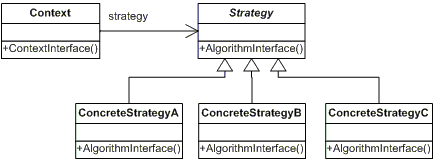 Context
strategy
Strategy
+ContextInterface()
+AlgorithmInterface()
ConcreteStrategyA
ConcreteStrategyB
ConcreteStrategyC
+AlgorithmInterface()
+AlgorithmInterface()
+AlgorithmInterface()